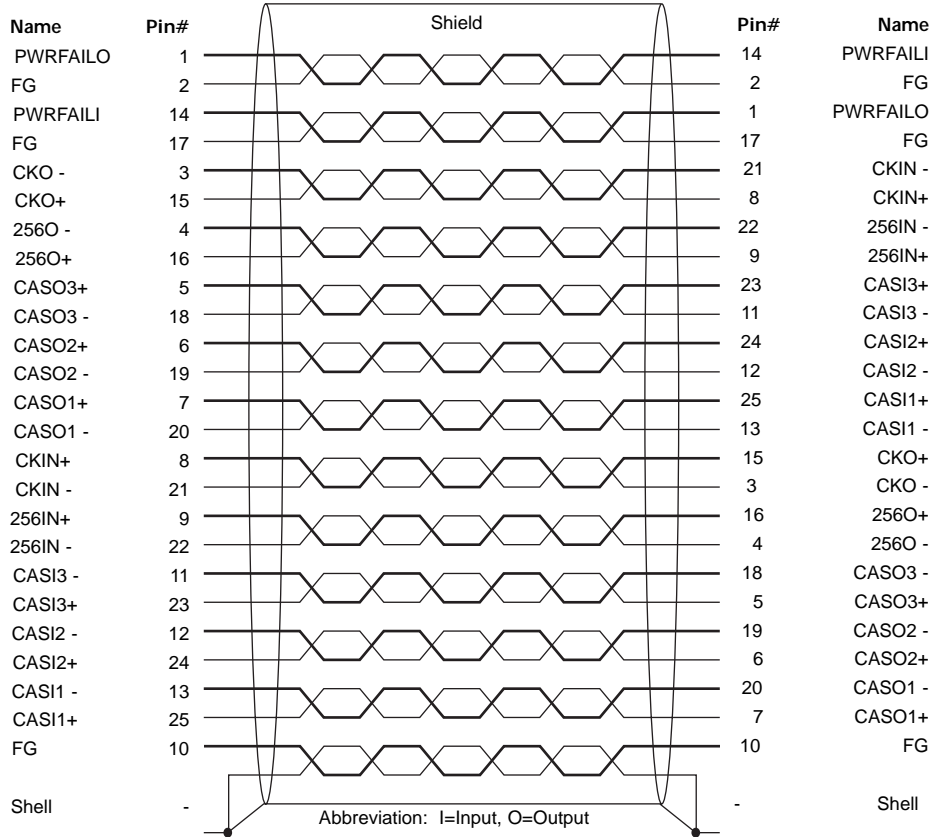 Name Pin# Shield Pin# Name
PWRFAILO 1 14 PWRFAILI
FG 2 2 FG
PWRFAILI 14 1 PWRFAILO
FG 17 17 FG
CKO - 3 21 CKIN -
CKO+ 15 8 CKIN+
256O - 4 22 256IN -
256O+ 16 9 256IN+
CASO3+ 5 23 CASI3+
CASO3 - 18 11 CASI3 -
CASO2+ 6 24 CASI2+
CASO2 - 19 12 CASI2 -
CASO1+ 7 25 CASI1+
CASO1 - 20 13 CASI1 -
CKIN+ 8 15 CKO+
CKIN - 21 3 CKO -
256IN+ 9 16 256O+
256IN - 22 4 256O -
CASI3 - 11 18 CASO3 -
CASI3+ 23 5 CASO3+
CASI2 - 12 19 CASO2 -
CASI2+ 24 6 CASO2+
CASI1 - 13 20 CASO1 -
CASI1+ 25 7 CASO1+
FG 10 10 FG
Shell - - Shell
Abbreviation: I=Input, O=Output